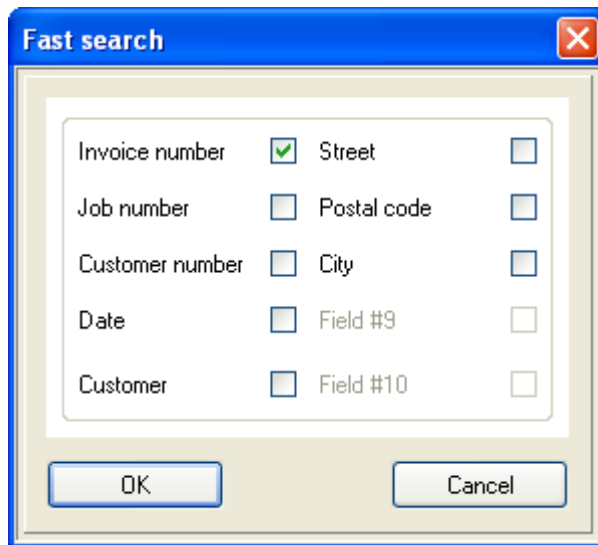 Fast search
Invoice number Street
Job number Postal code
Customer number City
Date Field #9
Customer Field #10
OK Cancel